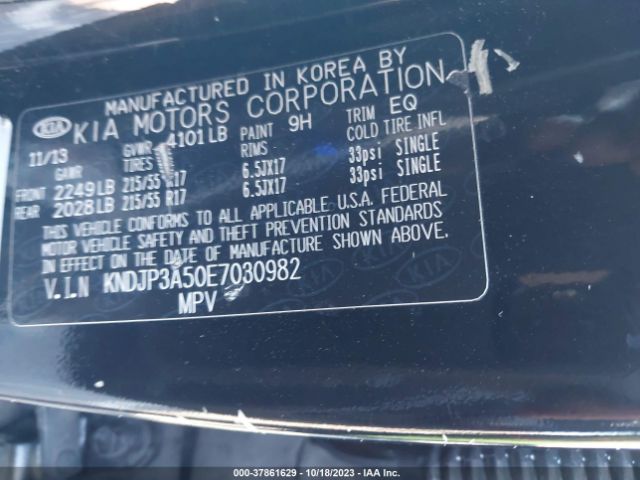 MANUFACTURED IN KOREA BY
KIA KIA MOTORS CORPORATION
11/13 GVWR 4101LB PAINT 9H TRIM EQ
GAWR TIRES RIMS COLD TIRE INFL
FRONT 2249LB 215/55 R17 6.5JX17 33psi SINGLE
REAR 2028LB 215/55 R17 6.5JX17 33psi SINGLE
THIS VEHICLE CONFORMS TO ALL APPLICABLE U.S.A. FEDERAL
MOTOR VEHICLE SAFETY AND THEFT PREVENTION STANDARDS
IN EFFECT ON THE DATE OF MANUFACTURE SHOWN ABOVE.
V.I.N KNDJP3A50E7030982
MPV
000-37861629 | 10/18/2023 | IAA Inc.